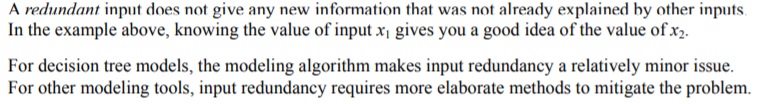 A redundant input does not give any new information that was not already explained by other inputs.
In the example above, knowing the value of input x₁ gives you a good idea of the value of x₂.
For decision tree models, the modeling algorithm makes input redundancy a relatively minor issue.
For other modeling tools, input redundancy requires more elaborate methods to mitigate the problem.